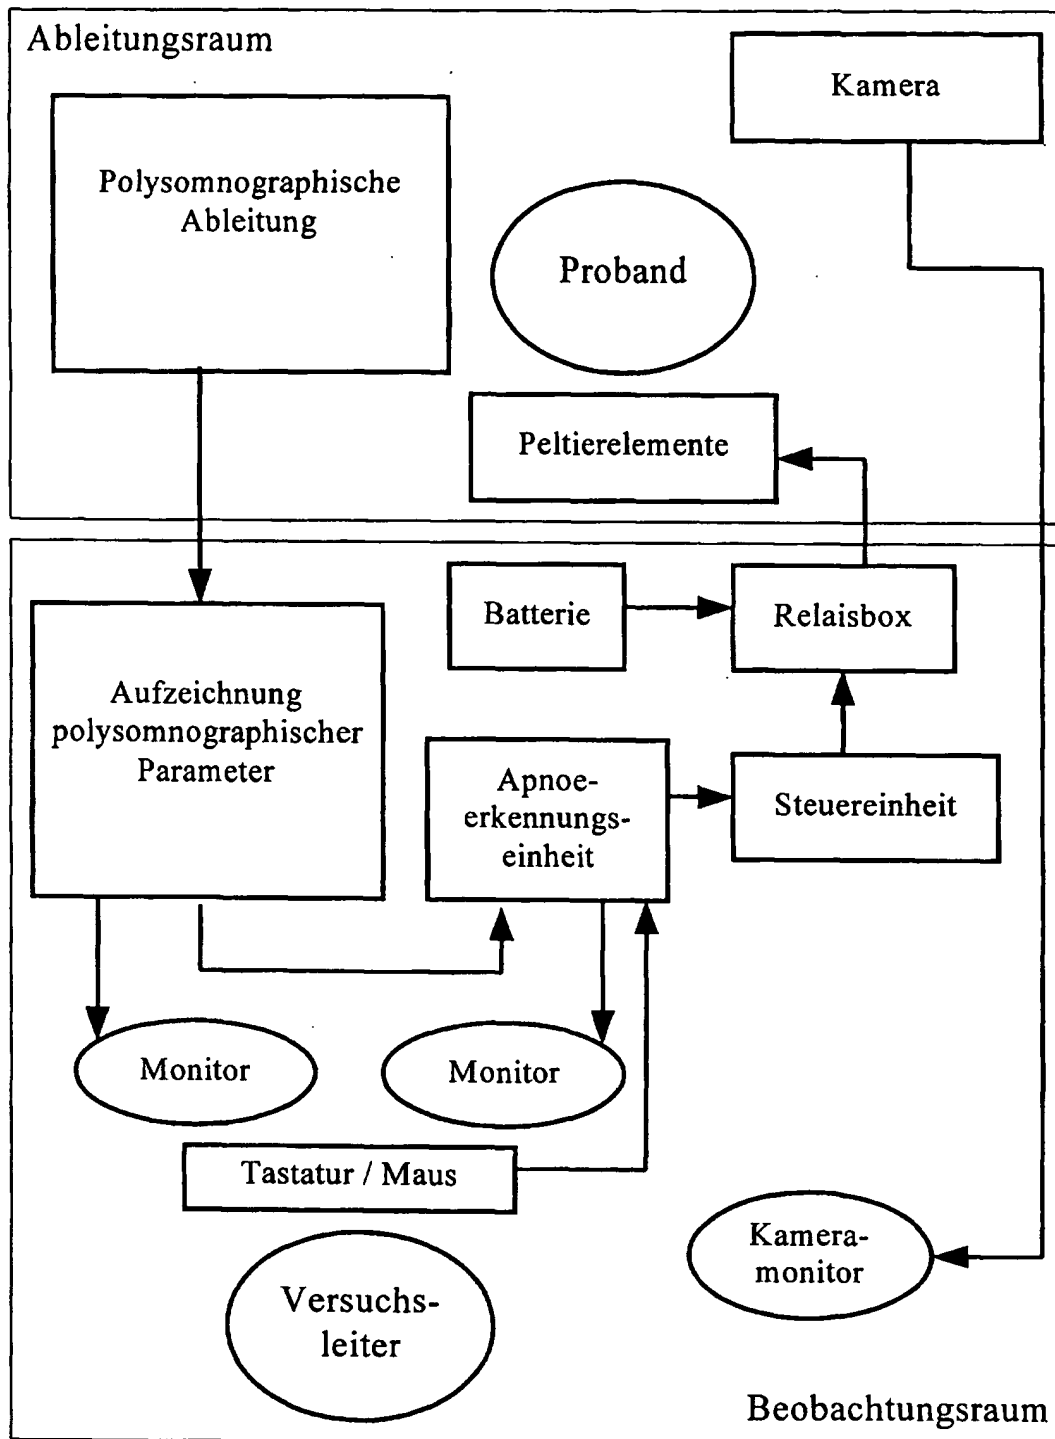 Ableitungsraum
Kamera
Polysomnographische
Ableitung
Proband
Peltierelemente
Batterie
Relaisbox
Aufzeichnung
polysomnographischer
Parameter
Apnoe-
erkennungs-
einheit
Steuereinheit
Monitor
Monitor
Tastatur / Maus
Kamera-
monitor
Versuchs-
leiter
Beobachtungsraum